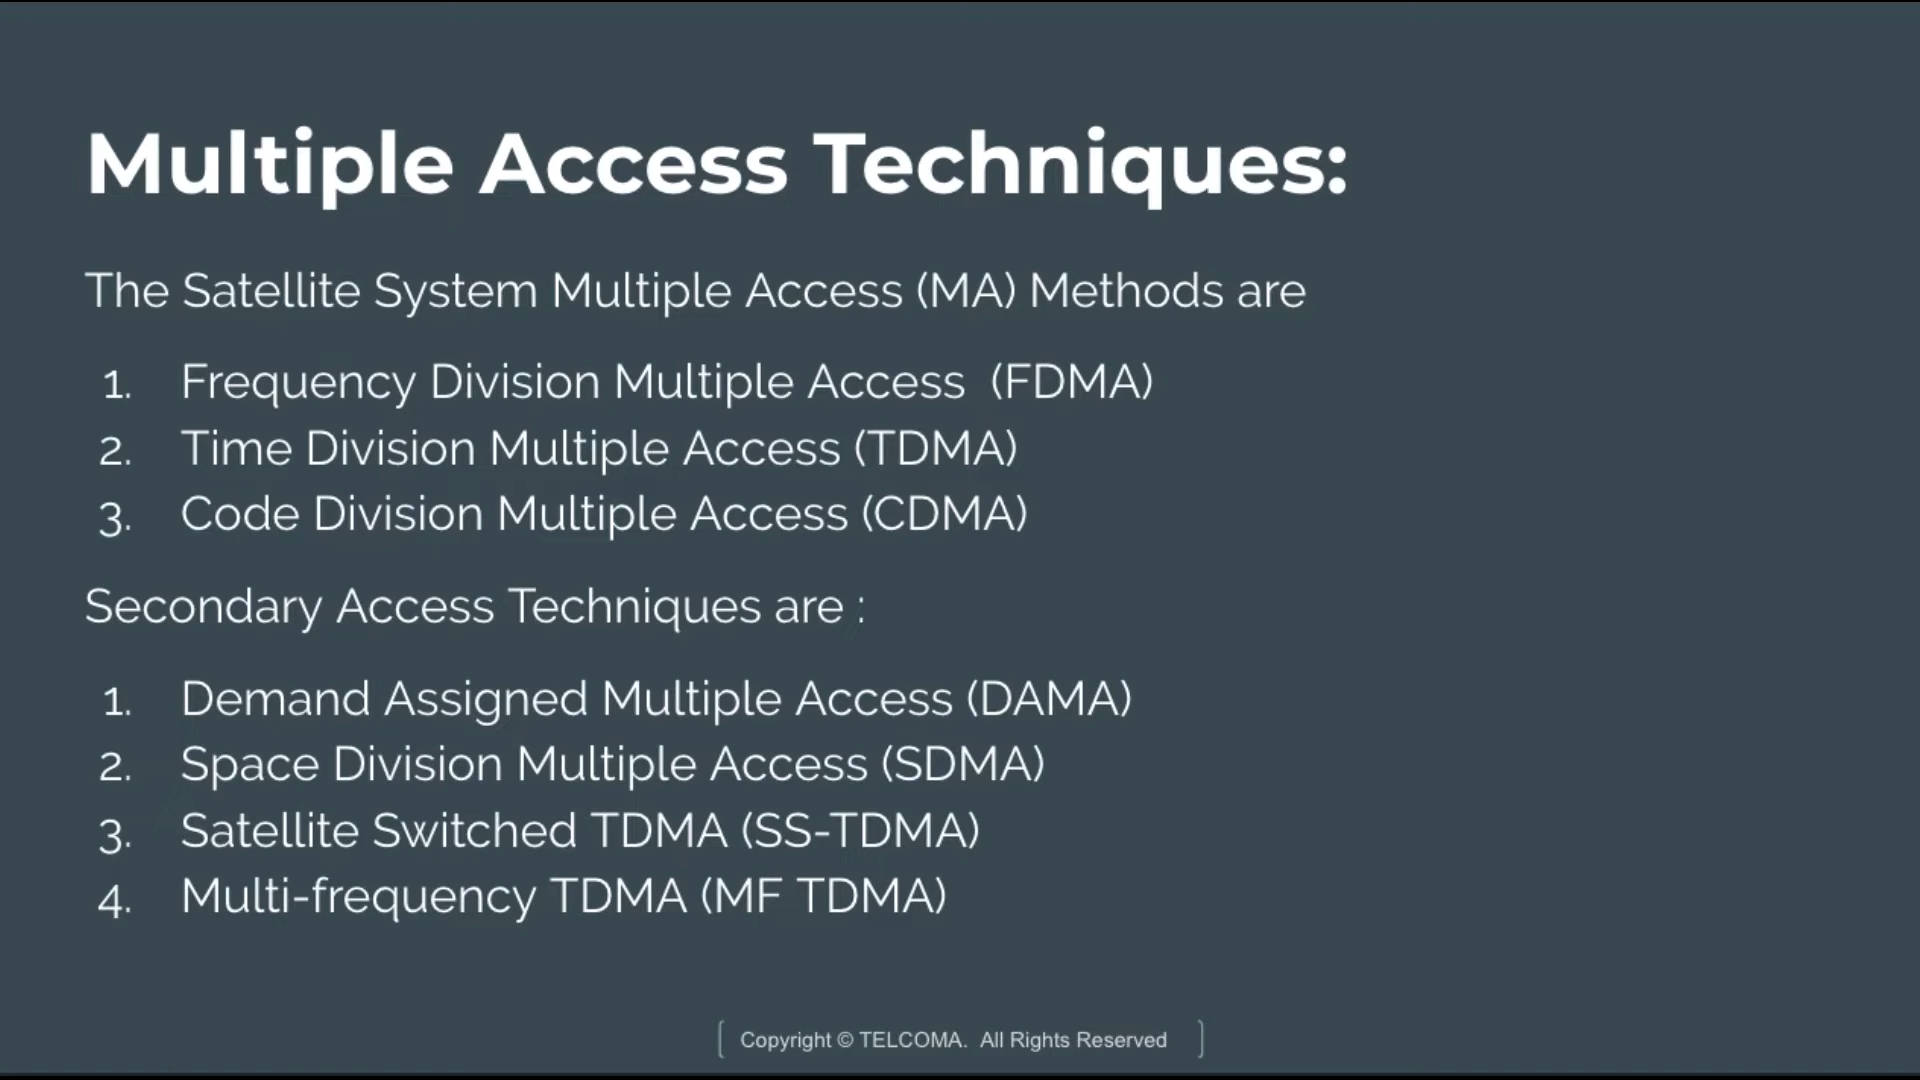 Multiple Access Techniques:
The Satellite System Multiple Access (MA) Methods are
1. Frequency Division Multiple Access (FDMA)
2. Time Division Multiple Access (TDMA)
3. Code Division Multiple Access (CDMA)
Secondary Access Techniques are :
1. Demand Assigned Multiple Access (DAMA)
2. Space Division Multiple Access (SDMA)
3. Satellite Switched TDMA (SS-TDMA)
4. Multi-frequency TDMA (MF TDMA)
Copyright © TELCOMA. All Rights Reserved